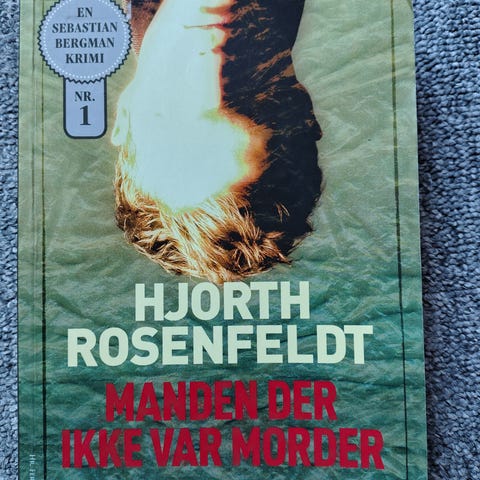 EN
SEBASTIAN
BERGMAN
KRIMI
NR.
1
HJORTH
ROSENFELDT
MANDEN DER
IKKE VAR MORDER